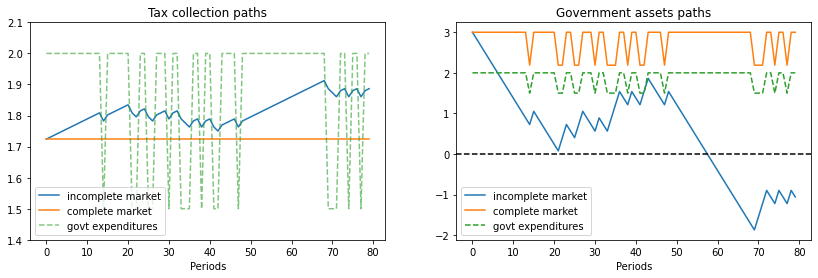 Tax collection paths
2.1
2.0
1.9
1.8
1.7
1.6
1.5
1.4
incomplete market
complete market
govt expenditures
0 10 20 30 40 50 60 70 80
Periods
Government assets paths
3
2
1
0
−1
−2
incomplete market
complete market
govt expenditures
0 10 20 30 40 50 60 70 80
Periods